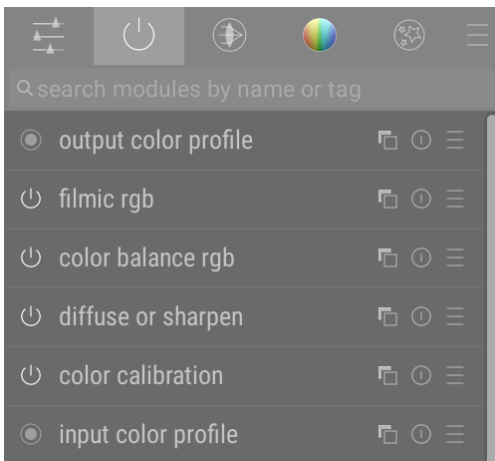 search modules by name or tag
output color profile
filmic rgb
color balance rgb
diffuse or sharpen
color calibration
input color profile